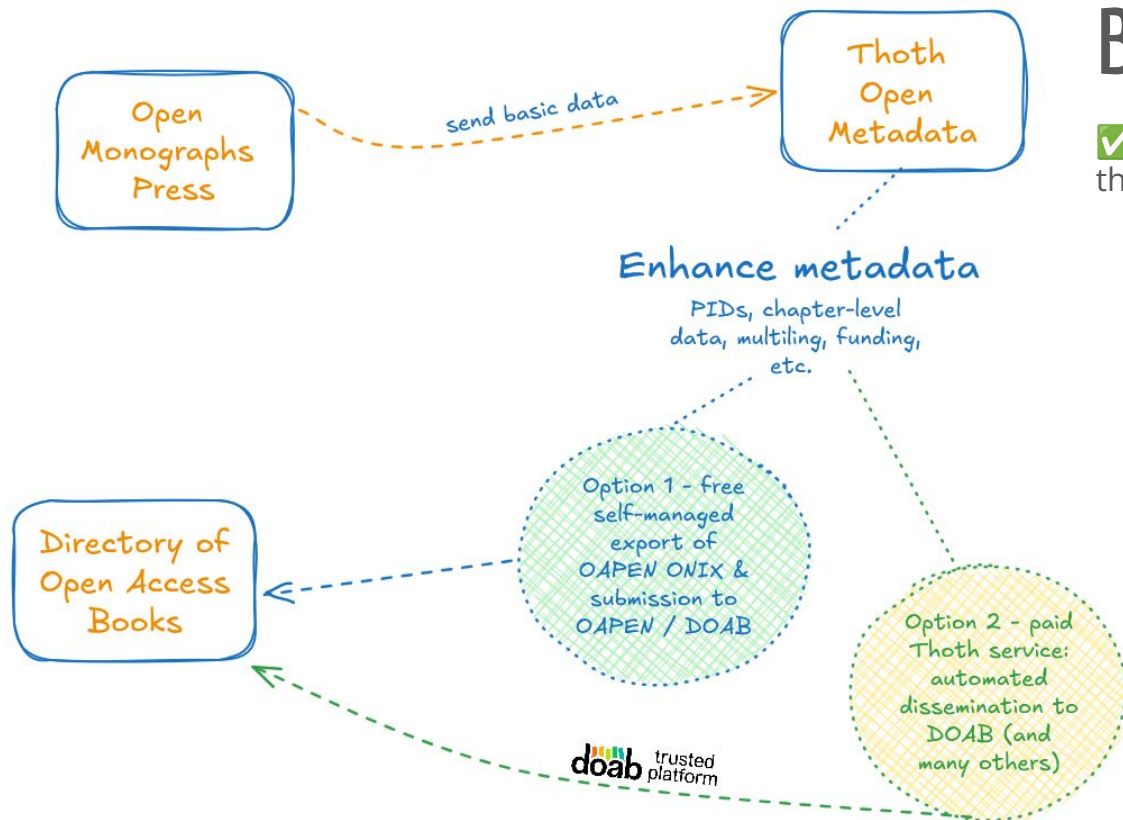 Open
Monographs
Press
send basic data
Thoth
Open
Metadata
B
✅
th
Enhance metadata
PIDs, chapter-level
data, multiling, funding,
etc.
Option 1 - free
self-managed
export of
OAPEN ONIX &
submission to
OAPEN / DOAB
Directory of
Open Access
Books
Option 2 - paid
Thoth service:
automated
dissemination to
DOAB (and
many others)
doab trusted
platform